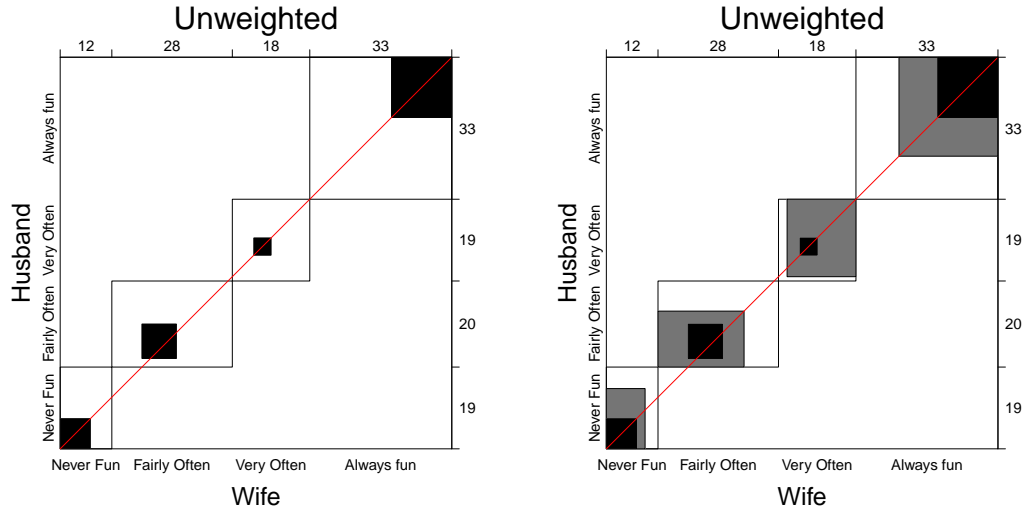 Unweighted
12 28 18 33
Always fun
Very Often
Fairly Often
Never Fun
Husband
33
19
20
19
Never Fun Fairly Often Very Often Always fun
Wife
Unweighted
12 28 18 33
Always fun
Very Often
Fairly Often
Never Fun
Husband
33
19
20
19
Never Fun Fairly Often Very Often Always fun
Wife